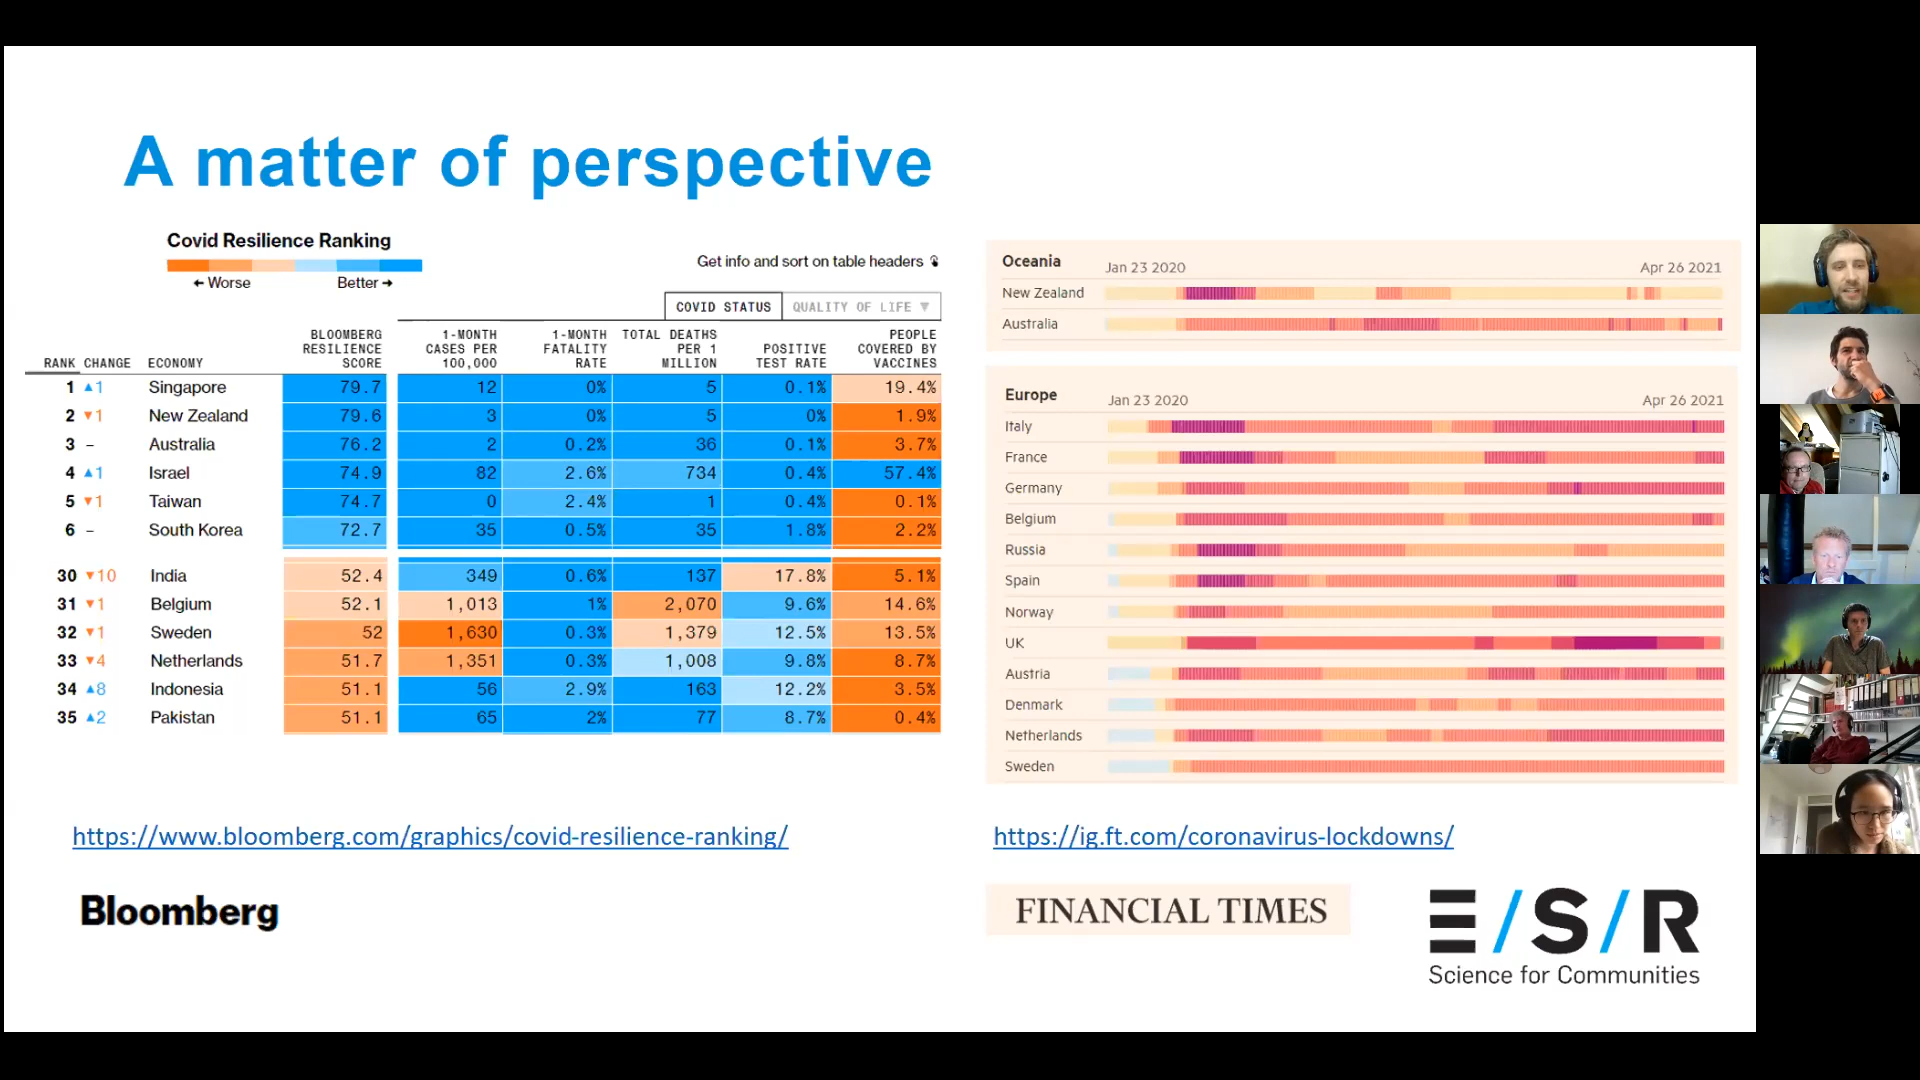 A matter of perspective
Covid Resilience Ranking
← Worse Better →
Get info and sort on table headers
COVID STATUS QUALITY OF LIFE ▼
RANK CHANGE ECONOMY BLOOMBERG RESILIENCE SCORE 1-MONTH CASES PER 100,000 1-MONTH FATALITY RATE TOTAL DEATHS PER 1 MILLION POSITIVE TEST RATE PEOPLE COVERED BY VACCINES
1 ▲1 Singapore 79.7 12 0% 5 0.1% 19.4%
2 ▼1 New Zealand 79.6 3 0% 5 0% 1.9%
3 – Australia 76.2 2 0.2% 36 0.1% 3.7%
4 ▲1 Israel 74.9 82 2.6% 734 0.4% 57.4%
5 ▼1 Taiwan 74.7 0 2.4% 1 0.4% 0.1%
6 – South Korea 72.7 35 0.5% 35 1.8% 2.2%
30 ▼10 India 52.4 349 0.6% 137 17.8% 5.1%
31 ▼1 Belgium 52.1 1,013 1% 2,070 9.6% 14.6%
32 ▼1 Sweden 52 1,630 0.3% 1,379 12.5% 13.5%
33 ▼4 Netherlands 51.7 1,351 0.3% 1,008 9.8% 8.7%
34 ▲8 Indonesia 51.1 56 2.9% 163 12.2% 3.5%
35 ▲2 Pakistan 51.1 65 2% 77 8.7% 0.4%
https://www.bloomberg.com/graphics/covid-resilience-ranking/
Bloomberg
Oceania Jan 23 2020 Apr 26 2021
New Zealand
Australia
Europe Jan 23 2020 Apr 26 2021
Italy
France
Germany
Belgium
Russia
Spain
Norway
UK
Austria
Denmark
Netherlands
Sweden
https://ig.ft.com/coronavirus-lockdowns/
FINANCIAL TIMES
E/S/R
Science for Communities